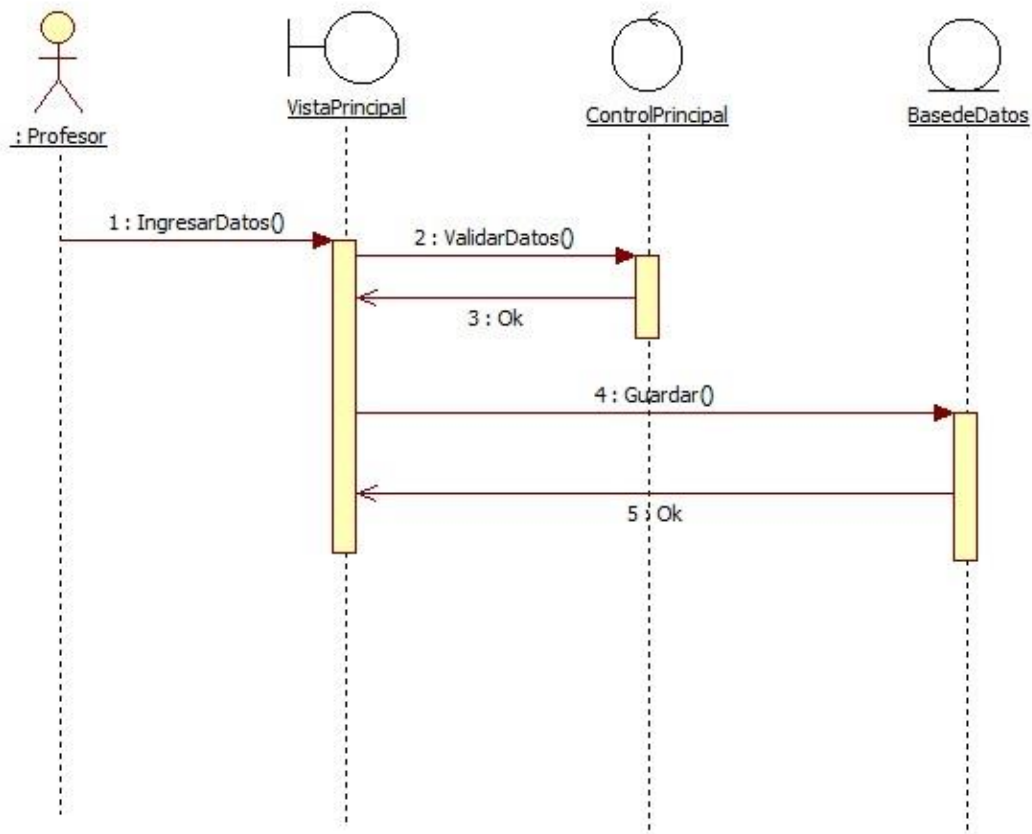 : Profesor
VistaPrincipal
ControlPrincipal
BasedeDatos
1 : IngresarDatos()
2 : ValidarDatos()
3 : Ok
4 : Guardar()
5 : Ok